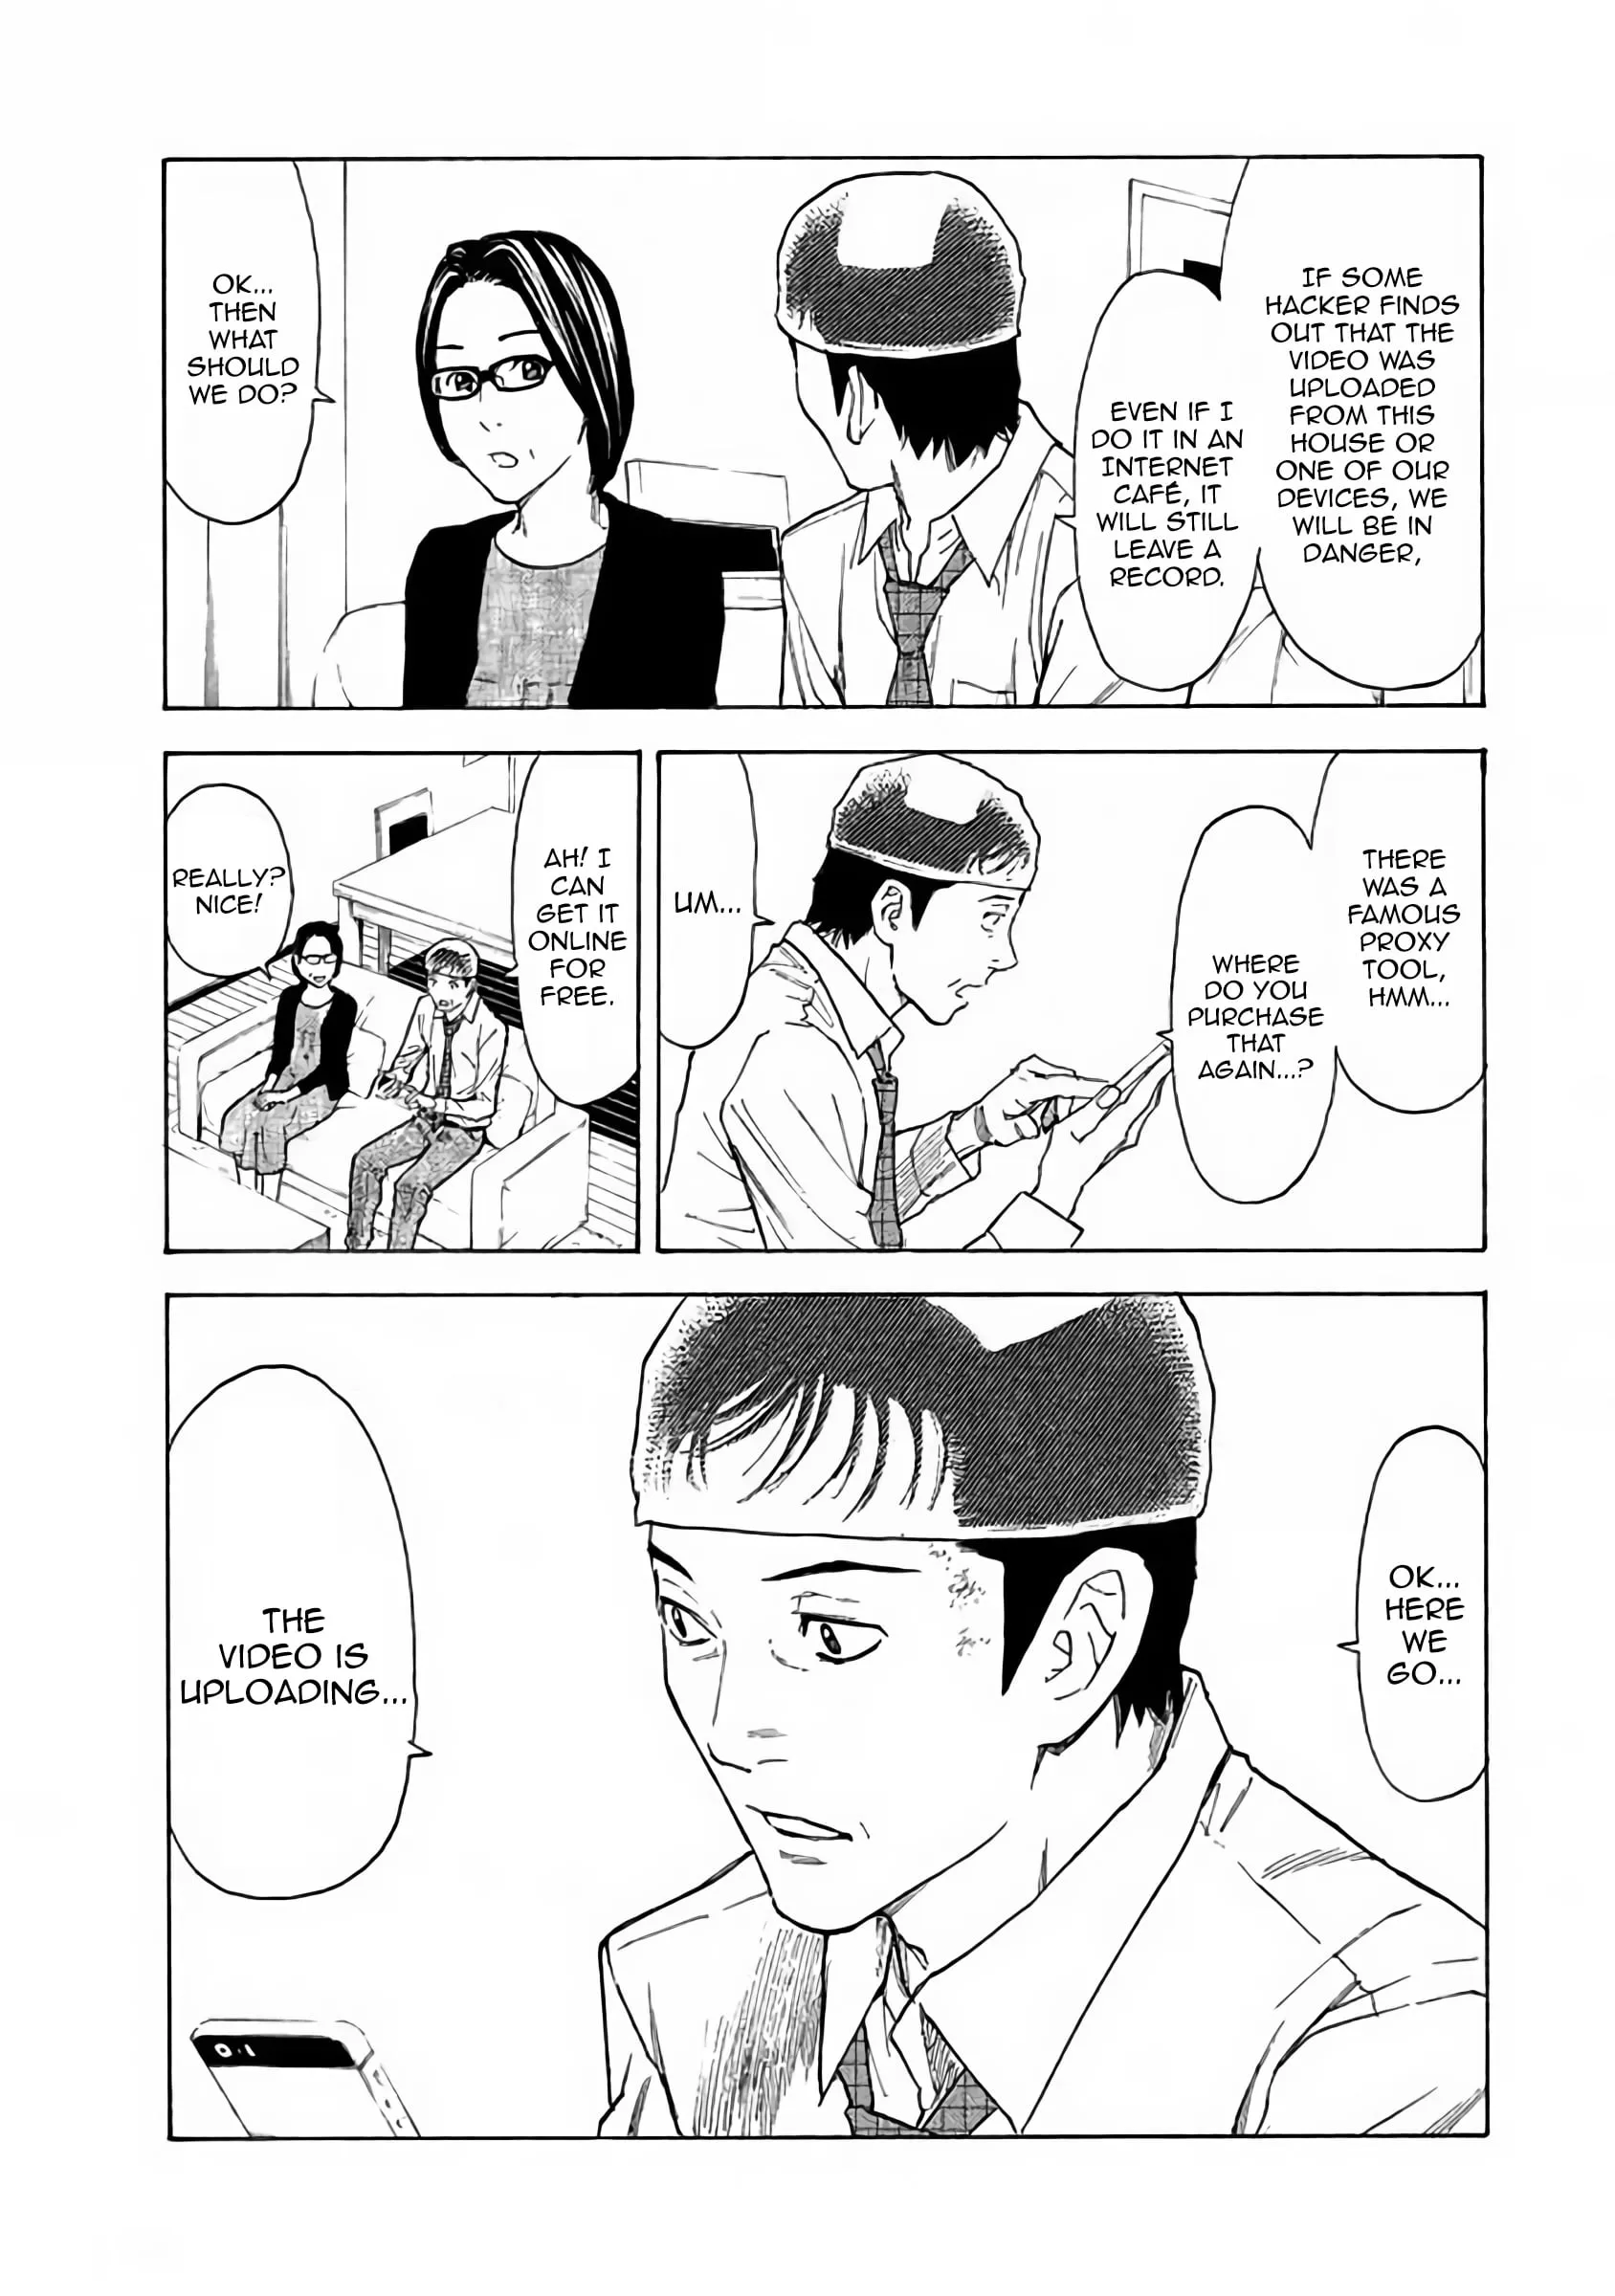 IF SOME
HACKER FINDS
OUT THAT THE
VIDEO WAS
UPLOADED
FROM THIS
HOUSE OR
ONE OF OUR
DEVICES, WE
WILL BE IN
DANGER,
EVEN IF I
DO IT IN AN
INTERNET
CAFÉ, IT
WILL STILL
LEAVE A
RECORD.
OK...
THEN
WHAT
SHOULD
WE DO?
THERE
WAS A
FAMOUS
PROXY
TOOL,
HMM...
WHERE
DO YOU
PURCHASE
THAT
AGAIN...?
UM...
AH! I
CAN
GET IT
ONLINE
FOR
FREE.
REALLY?
NICE!
OK...
HERE
WE
GO...
THE
VIDEO IS
UPLOADING...